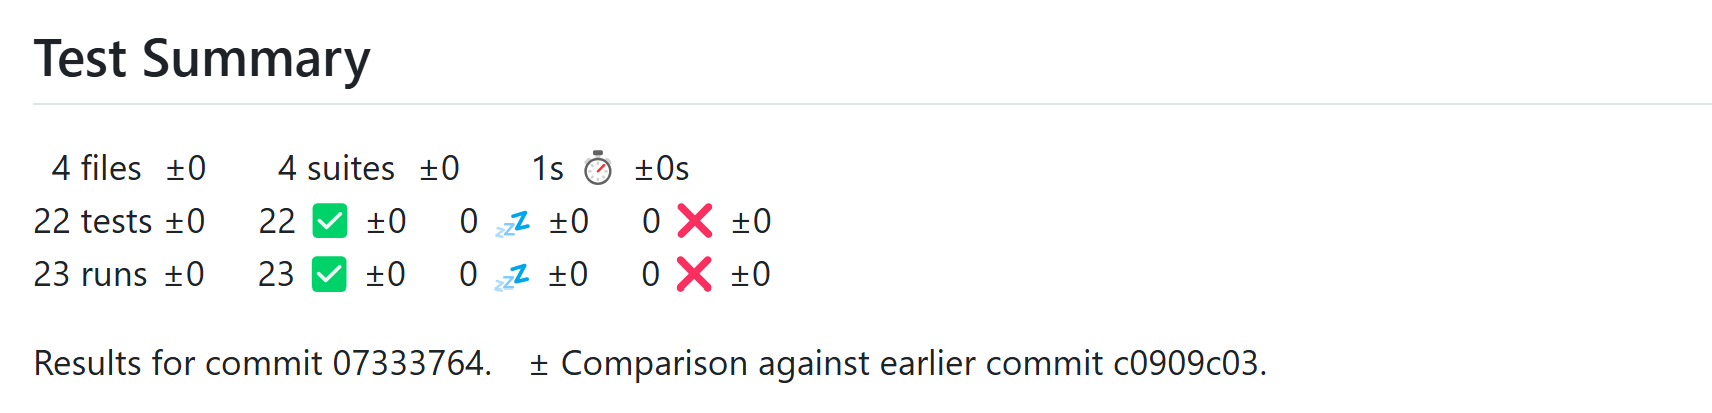 Test Summary
4 files ±0 4 suites ±0 1s ⏱️ ±0s
22 tests ±0 22 ✅ ±0 0 💤 ±0 0 ❌ ±0
23 runs ±0 23 ✅ ±0 0 💤 ±0 0 ❌ ±0
Results for commit 07333764. ± Comparison against earlier commit c0909c03.